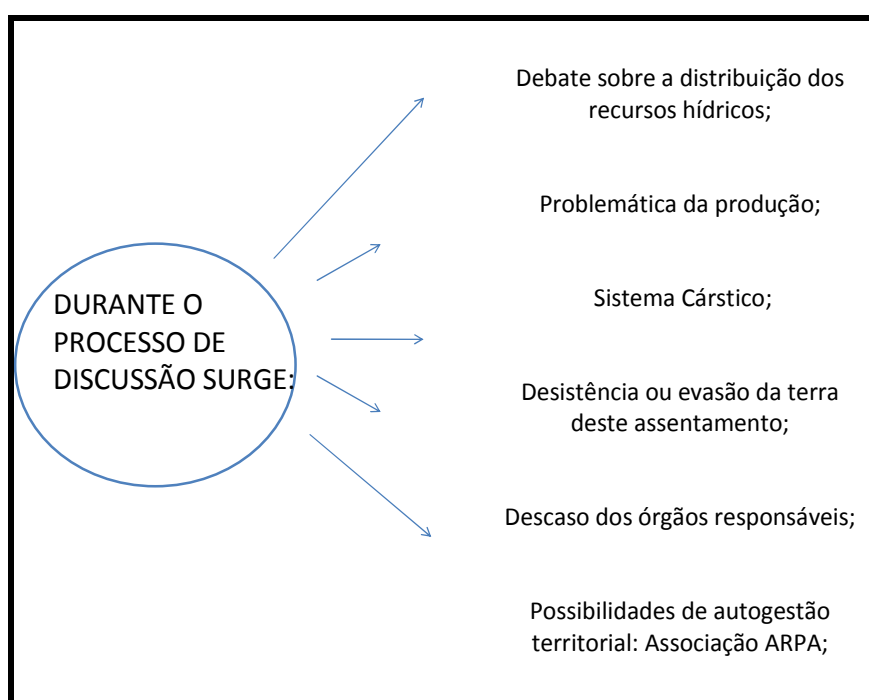 DURANTE O
PROCESSO DE
DISCUSSÃO SURGE:
Debate sobre a distribuição dos
recursos hídricos;
Problemática da produção;
Sistema Cárstico;
Desistência ou evasão da terra
deste assentamento;
Descaso dos órgãos responsáveis;
Possibilidades de autogestão
territorial: Associação ARPA;